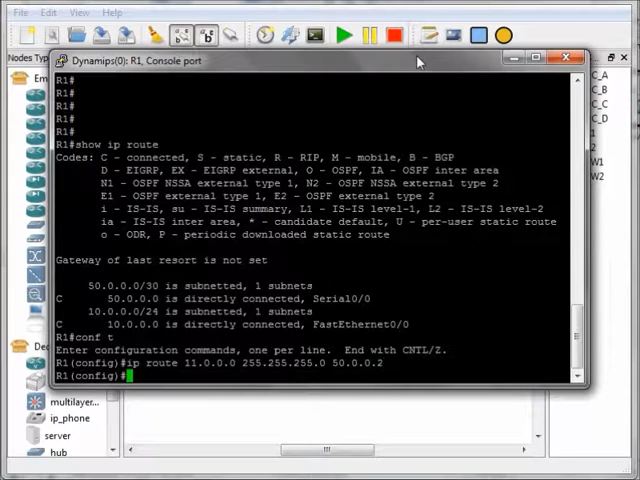 File Edit View
Help
Nodes Types
Dynamips(0): R1, Console port
R1#
R1#
R1#
R1#
R1#
R1#show ip route
Codes: C - connected, S - static, R - RIP, M - mobile, B - BGP
D - EIGRP, EX - EIGRP external, O - OSPF, IA - OSPF inter area
N1 - OSPF NSSA external type 1, N2 - OSPF NSSA external type 2
E1 - OSPF external type 1, E2 - OSPF external type 2
i - IS-IS, su - IS-IS summary, L1 - IS-IS level-1, L2 - IS-IS level-2
ia - IS-IS inter area, * - candidate default, U - per-user static route
o - ODR, P - periodic downloaded static route
Gateway of last resort is not set
50.0.0.0/30 is subnetted, 1 subnets
C 50.0.0.0 is directly connected, Serial0/0
10.0.0.0/24 is subnetted, 1 subnets
C 10.0.0.0 is directly connected, FastEthernet0/0
R1#conf t
Enter configuration commands, one per line. End with CNTL/Z.
R1(config)#ip route 11.0.0.0 255.255.255.0 50.0.0.2
R1(config)#
C_A
C_B
C_C
C_D
1
2
W1
multilayer...
ip_phone
server
hub